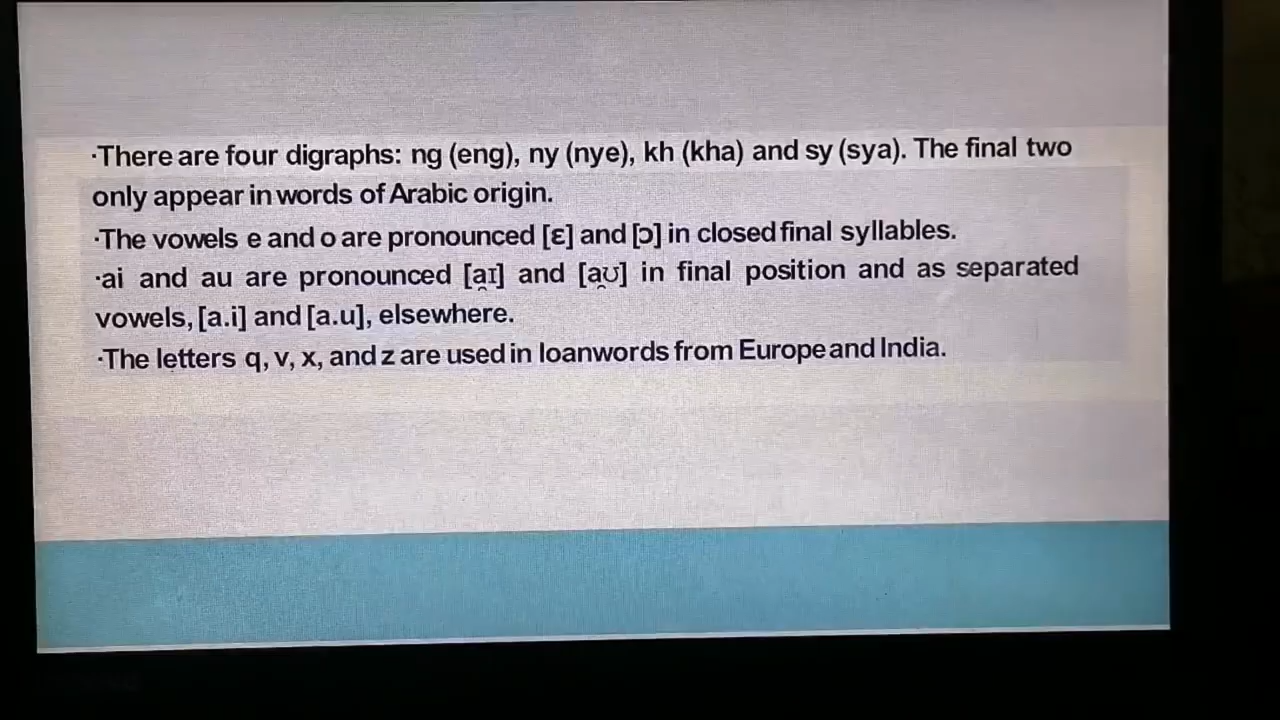 ·There are four digraphs: ng (eng), ny (nye), kh (kha) and sy (sya). The final two
only appear in words of Arabic origin.
·The vowels e and o are pronounced [ɛ] and [ɔ] in closed final syllables.
·ai and au are pronounced [a̯ɪ] and [a̯ʊ] in final position and as separated
vowels, [a.i] and [a.u], elsewhere.
·The letters q, v, x, and z are used in loanwords from Europe and India.